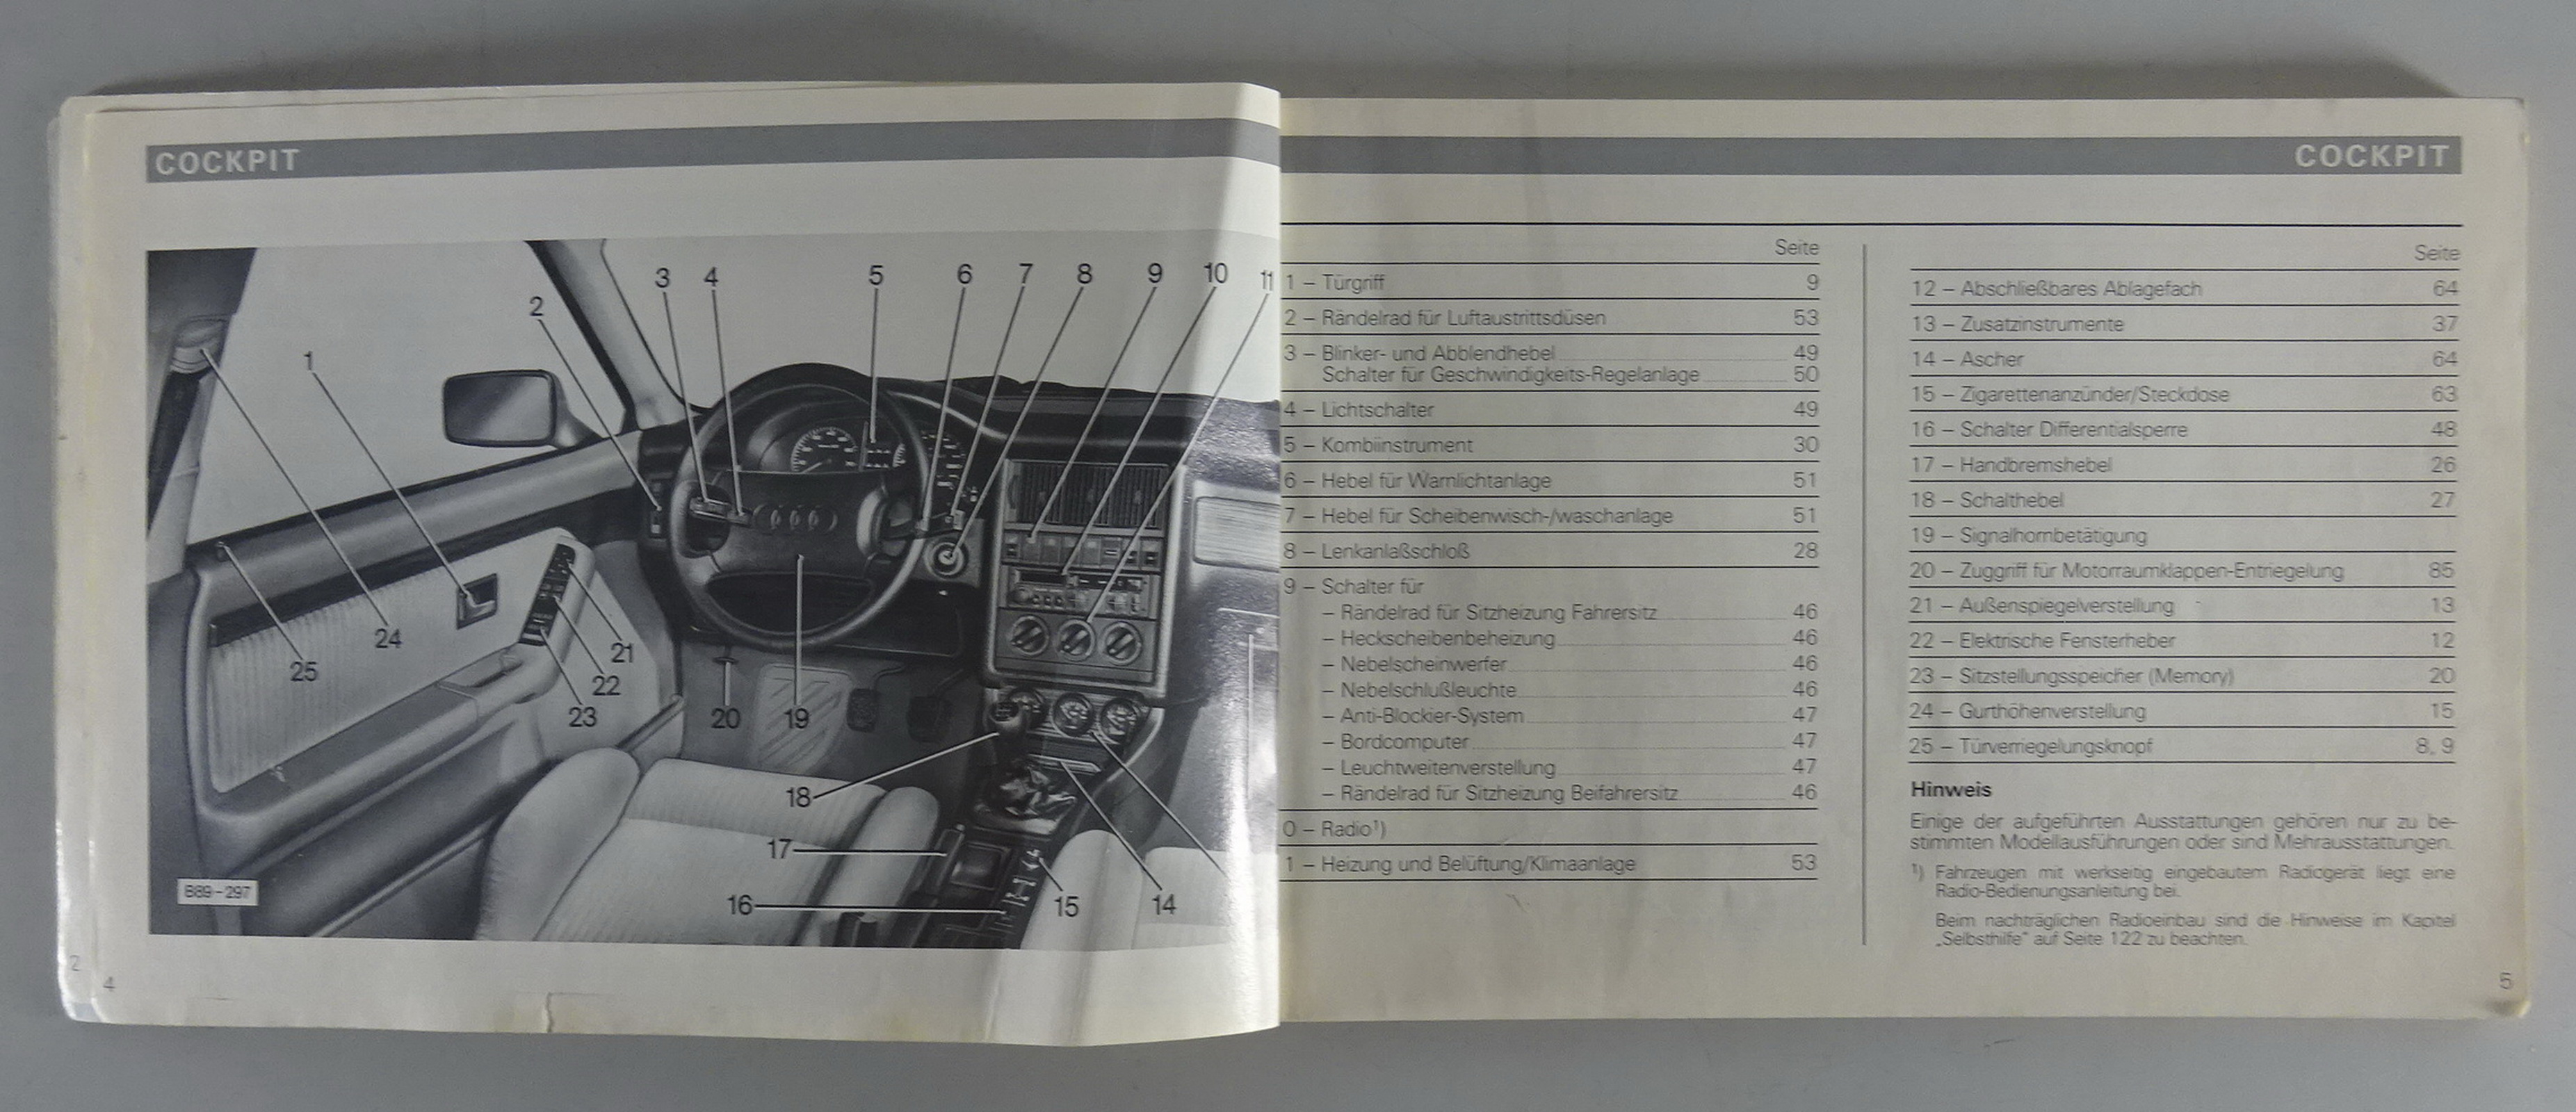 COCKPIT
1
2
3
4
5
6
7
8
9
10
11
24
25
21
22
23
20
19
18
17
16
15
14
B89-297
2
4
COCKPIT
Seite
1 – Türgriff 9
2 – Rändelrad für Luftaustrittsdüsen 53
3 – Blinker- und Abblendhebel 49
Schalter für Geschwindigkeits-Regelanlage 50
4 – Lichtschalter 49
5 – Kombiinstrument 30
6 – Hebel für Warnlichtanlage 51
7 – Hebel für Scheibenwisch-/waschanlage 51
8 – Lenkanlaßschloß 28
9 – Schalter für
– Rändelrad für Sitzheizung Fahrersitz 46
– Heckscheibenbeheizung 46
– Nebelscheinwerfer 46
– Nebelschlußleuchte 46
– Anti-Blockier-System 47
– Bordcomputer 47
– Leuchtweitenverstellung 47
– Rändelrad für Sitzheizung Beifahrersitz 46
0 – Radio¹)
1 – Heizung und Belüftung/Klimaanlage 53
Seite
12 – Abschließbares Ablagefach 64
13 – Zusatzinstrumente 37
14 – Ascher 64
15 – Zigarettenanzünder/Steckdose 63
16 – Schalter Differentialsperre 48
17 – Handbremshebel 26
18 – Schalthebel 27
19 – Signalhornbetätigung
20 – Zuggriff für Motorraumklappen-Entriegelung 85
21 – Außenspiegelverstellung 13
22 – Elektrische Fensterheber 12
23 – Sitzstellungsspeicher (Memory) 20
24 – Gurthöhenverstellung 15
25 – Türverriegelungsknopf 8, 9
Hinweis
Einige der aufgeführten Ausstattungen gehören nur zu be-
stimmten Modellausführungen oder sind Mehrausstattungen.
¹) Fahrzeugen mit werkseitig eingebautem Radiogerät liegt eine
Radio-Bedienungsanleitung bei.
Beim nachträglichen Radioeinbau sind die Hinweise im Kapitel
„Selbsthilfe“ auf Seite 122 zu beachten.
5